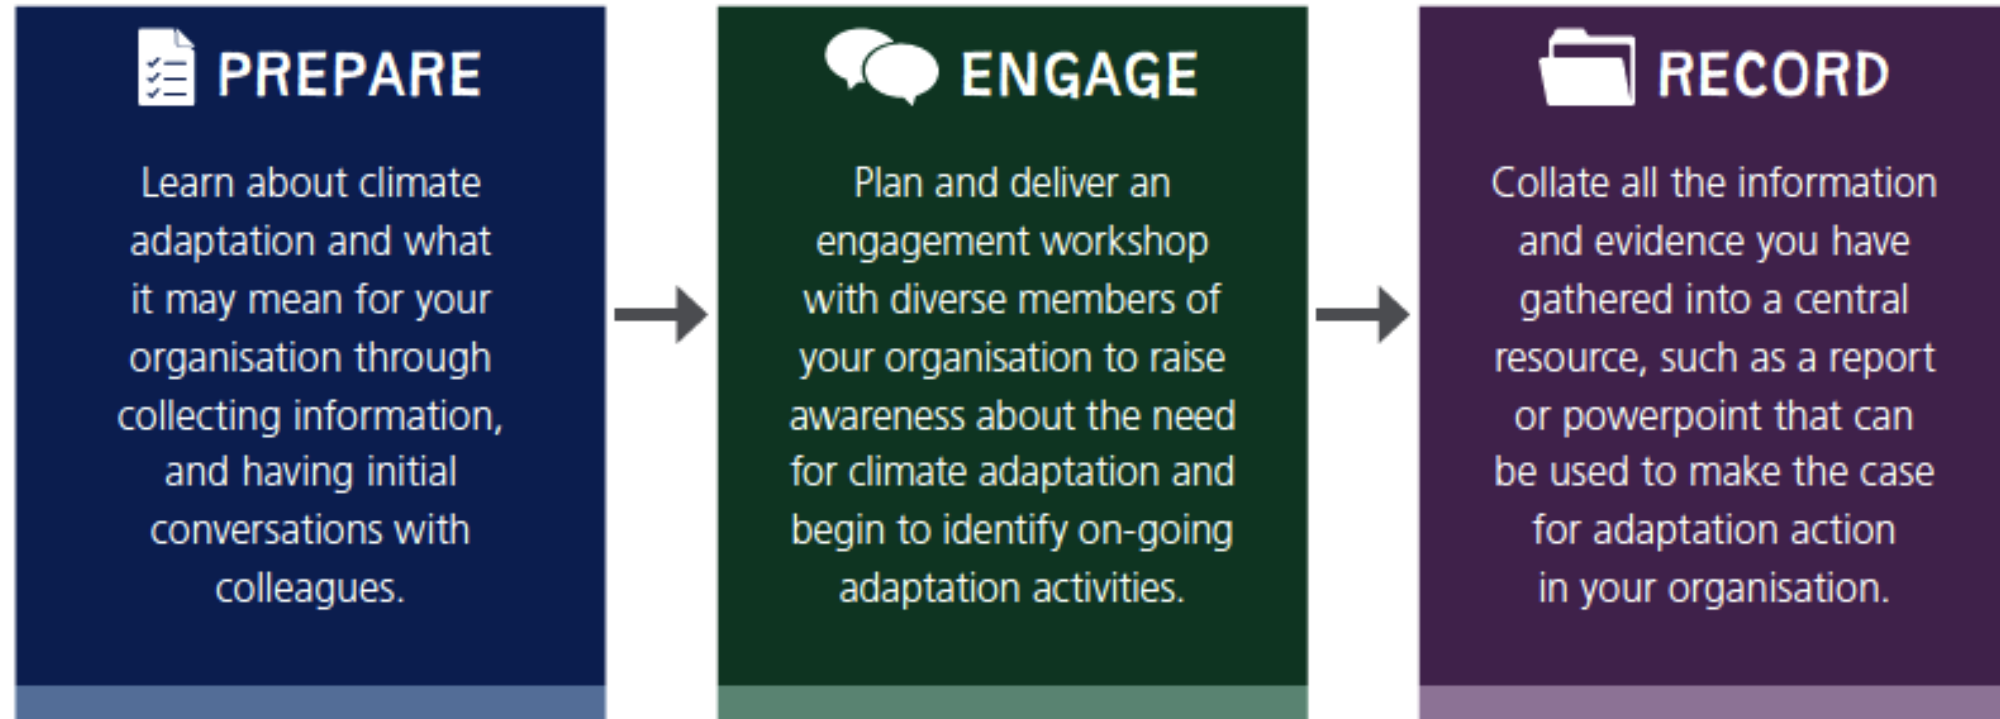 PREPARE
Learn about climate
adaptation and what
it may mean for your
organisation through
collecting information,
and having initial
conversations with
colleagues.
ENGAGE
Plan and deliver an
engagement workshop
with diverse members of
your organisation to raise
awareness about the need
for climate adaptation and
begin to identify on-going
adaptation activities.
RECORD
Collate all the information
and evidence you have
gathered into a central
resource, such as a report
or powerpoint that can
be used to make the case
for adaptation action
in your organisation.